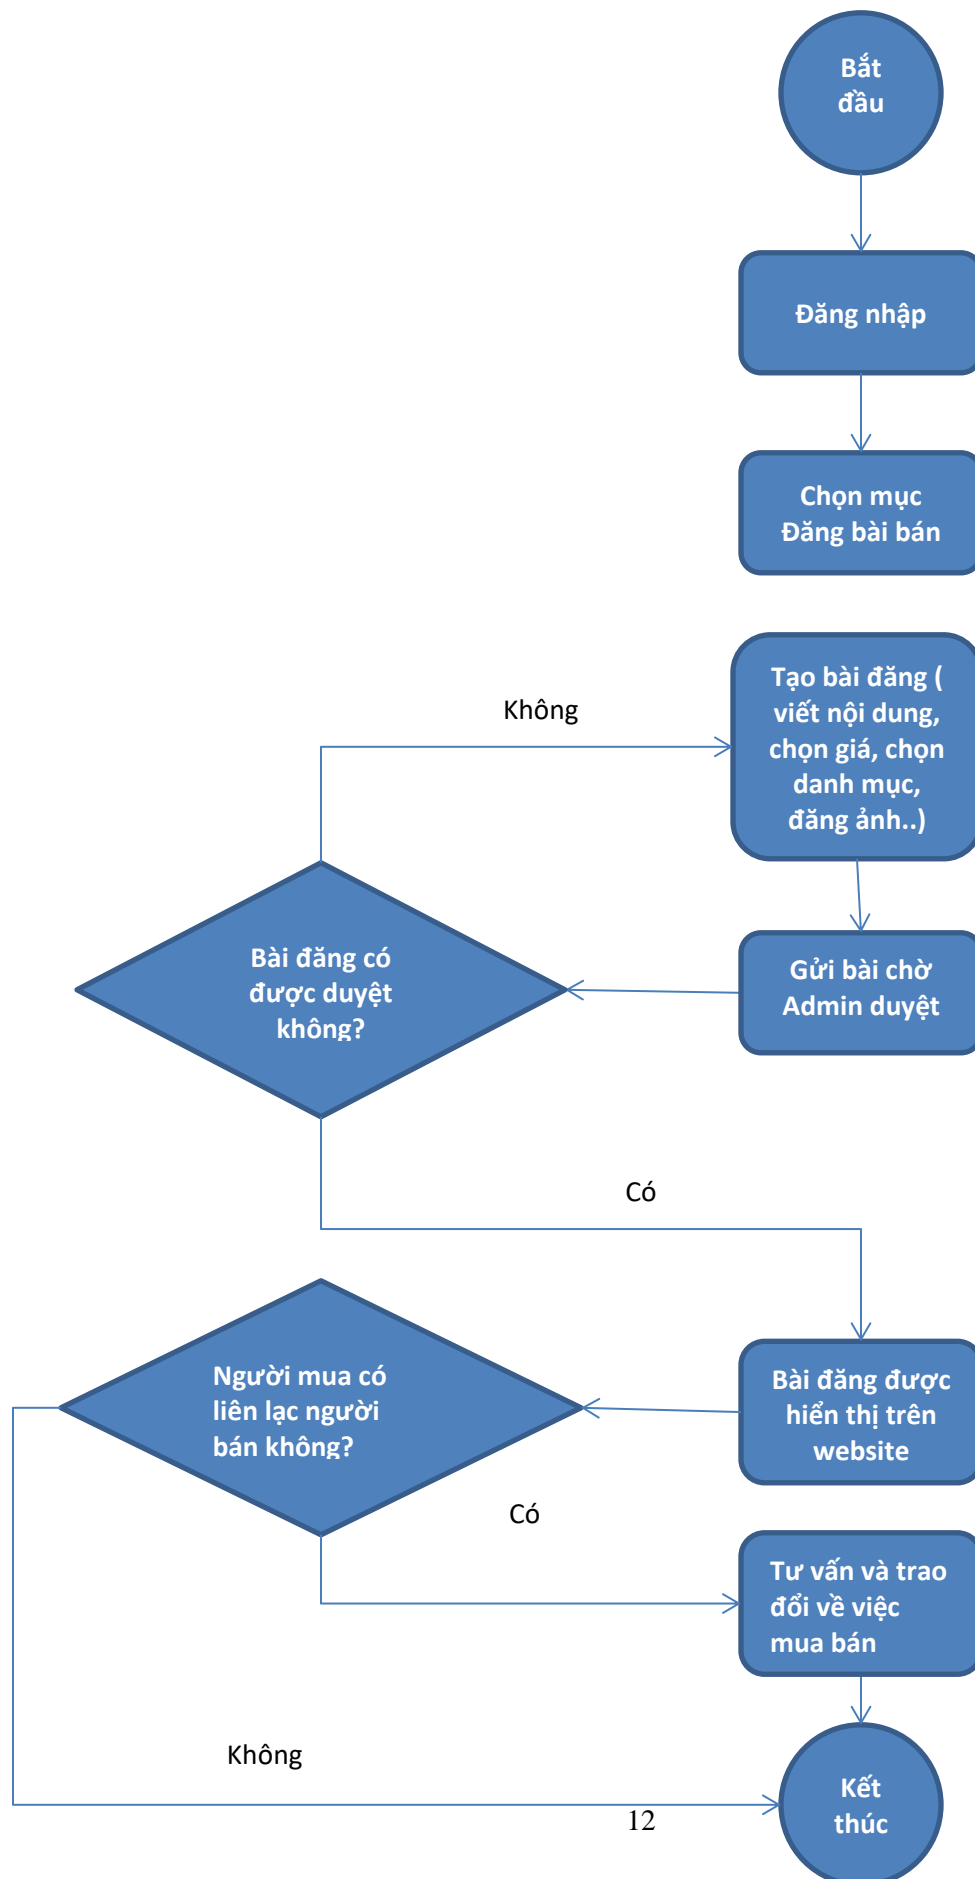 Bắt
đầu
Đăng nhập
Chọn mục
Đăng bài bán
Tạo bài đăng (
viết nội dung,
chọn giá, chọn
danh mục,
đăng ảnh..)
Không
Gửi bài chờ
Admin duyệt
Bài đăng có
được duyệt
không?
Có
Bài đăng được
hiển thị trên
website
Người mua có
liên lạc người
bán không?
Có
Tư vấn và trao
đổi về việc
mua bán
Không
Kết
thúc
12